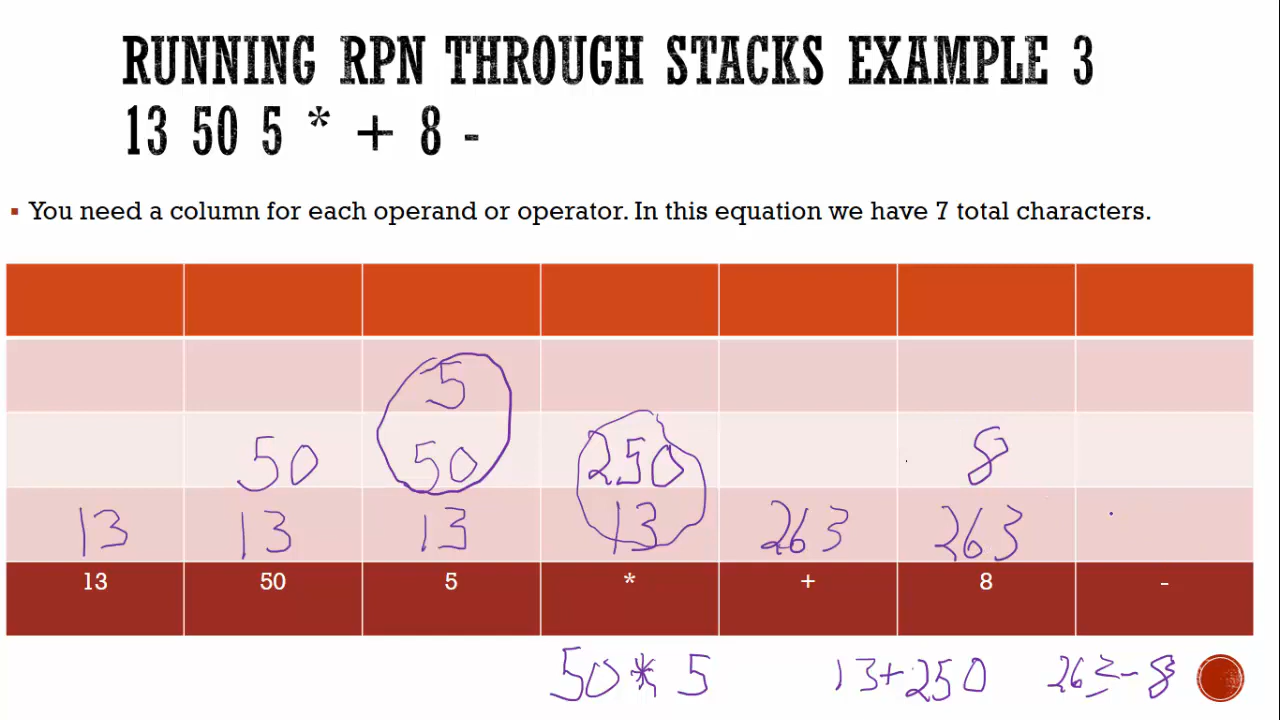 RUNNING RPN THROUGH STACKS EXAMPLE 3
13 50 5 * + 8 -
▪ You need a column for each operand or operator. In this equation we have 7 total characters.
5
50 50 250 8
13 13 13 13 263 263
13 50 5 * + 8 -
50 * 5 13+250 263-8